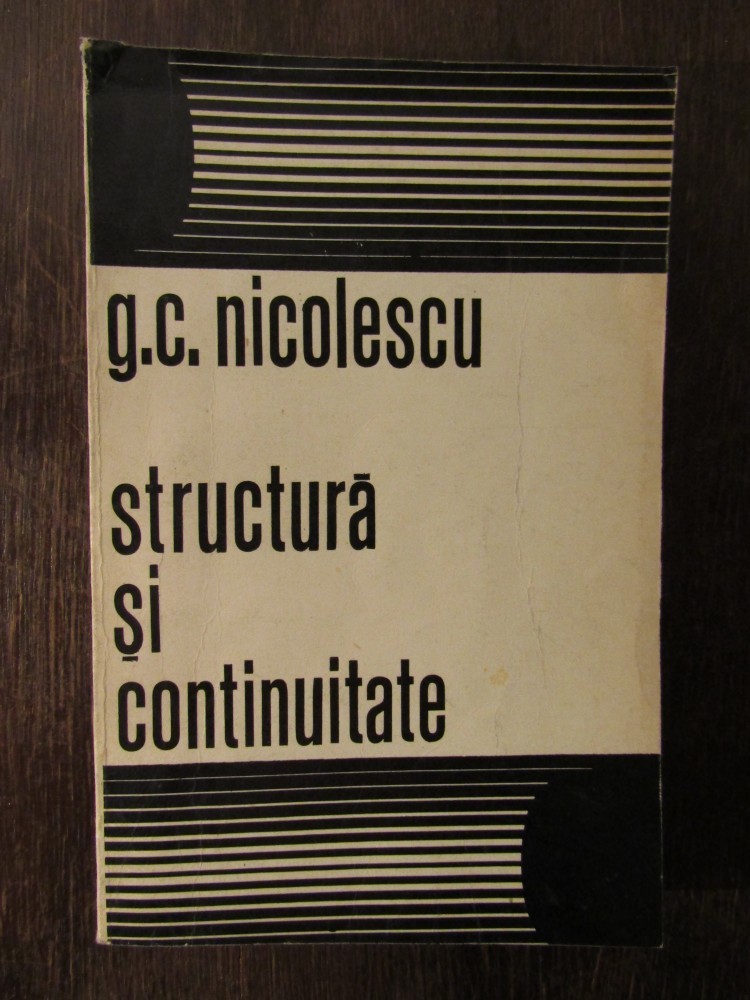 g.c. nicolescu
structură
și
continuitate